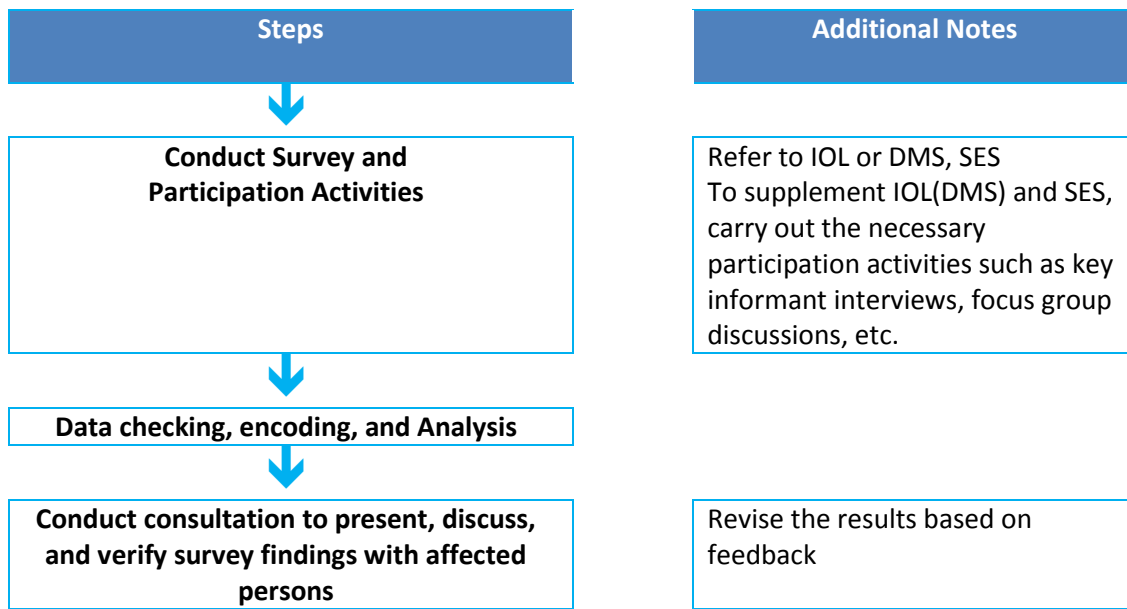 Steps
Additional Notes
Conduct Survey and
Participation Activities
Refer to IOL or DMS, SES
To supplement IOL(DMS) and SES,
carry out the necessary
participation activities such as key
informant interviews, focus group
discussions, etc.
Data checking, encoding, and Analysis
Conduct consultation to present, discuss,
and verify survey findings with affected
persons
Revise the results based on
feedback